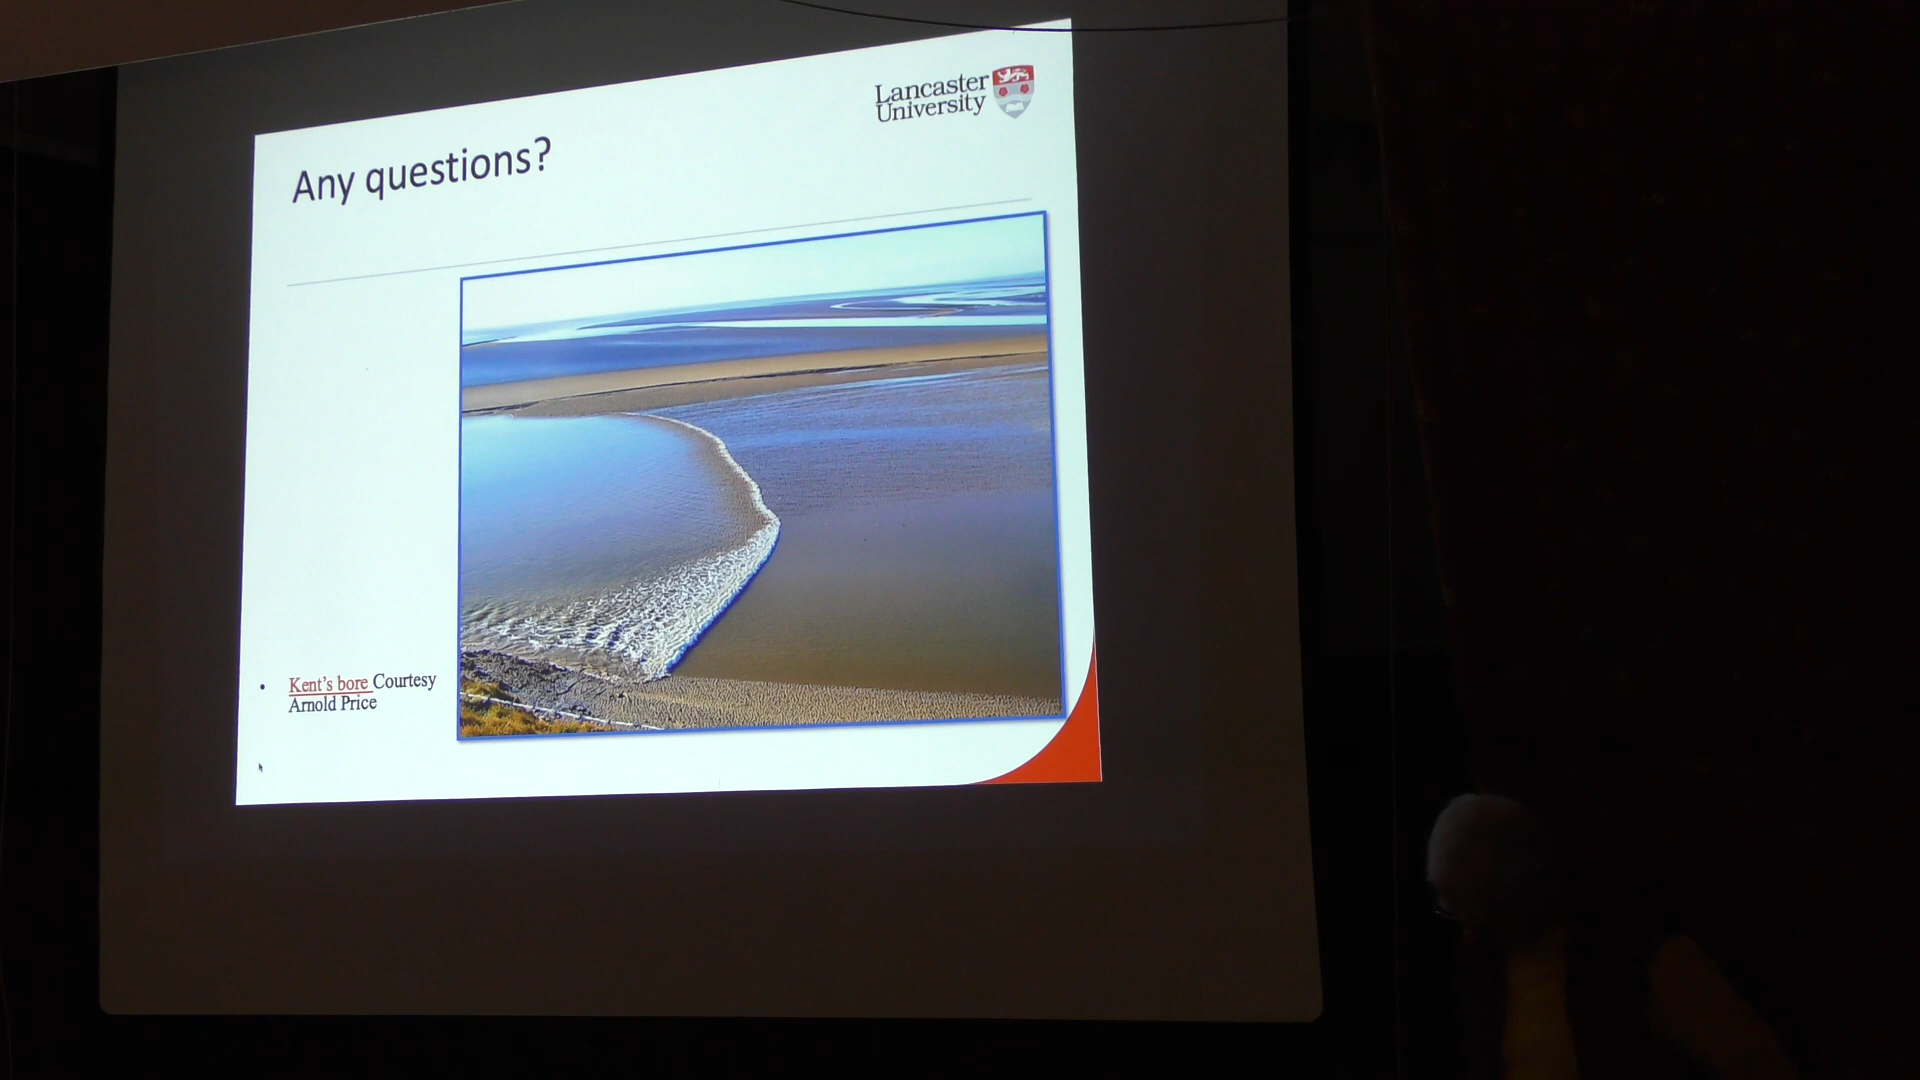 Lancaster
University
Any questions?
• Kent's bore Courtesy
Arnold Price